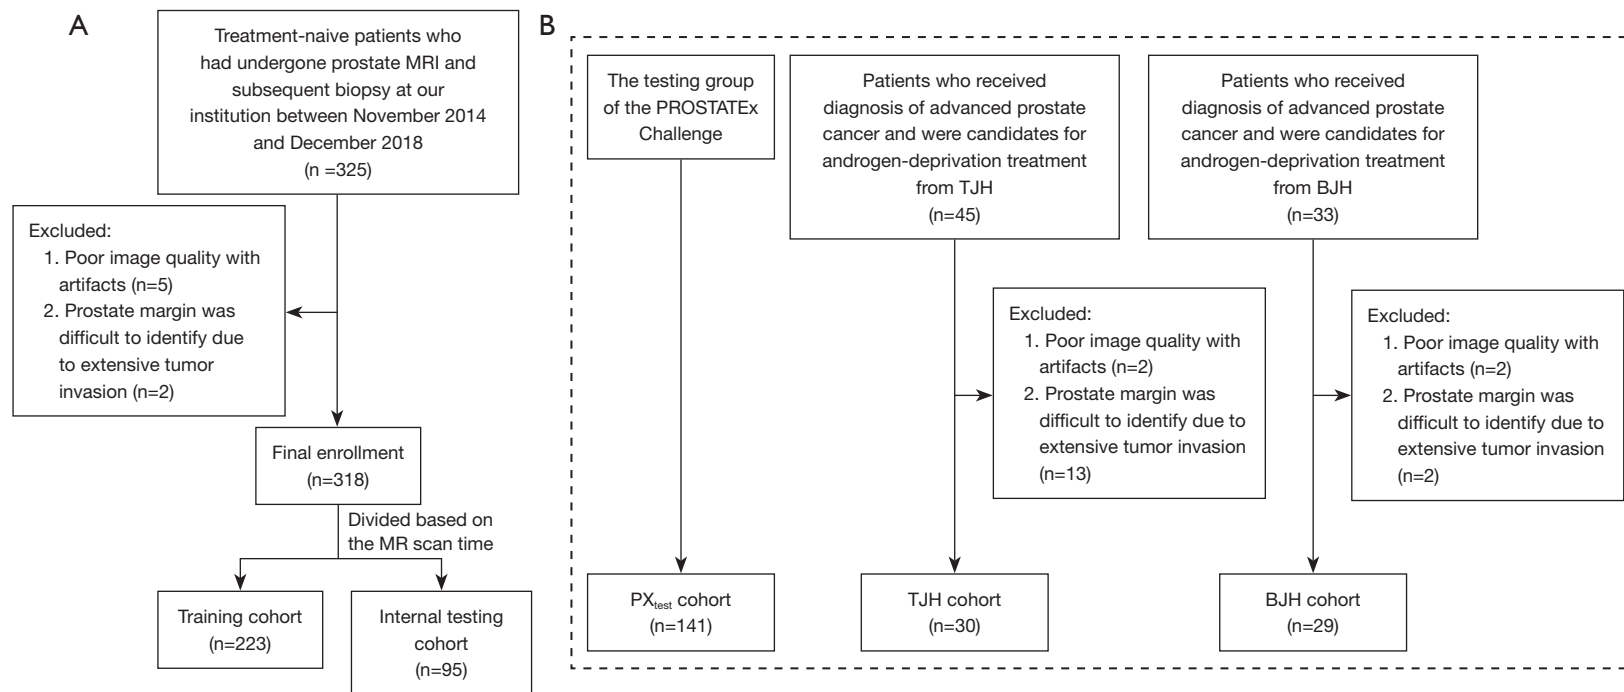 A
Treatment-naive patients who
had undergone prostate MRI and
subsequent biopsy at our
institution between November 2014
and December 2018
(n =325)
Excluded:
1. Poor image quality with
artifacts (n=5)
2. Prostate margin was
difficult to identify due
to extensive tumor
invasion (n=2)
Final enrollment
(n=318)
Divided based on
the MR scan time
Training cohort
(n=223)
Internal testing
cohort
(n=95)
B
The testing group
of the PROSTATEx
Challenge
Patients who received
diagnosis of advanced prostate
cancer and were candidates for
androgen-deprivation treatment
from TJH
(n=45)
Patients who received
diagnosis of advanced prostate
cancer and were candidates for
androgen-deprivation treatment
from BJH
(n=33)
Excluded:
1. Poor image quality with
artifacts (n=2)
2. Prostate margin was
difficult to identify due to
extensive tumor invasion
(n=13)
Excluded:
1. Poor image quality with
artifacts (n=2)
2. Prostate margin was
difficult to identify due to
extensive tumor invasion
(n=2)
PXtest cohort
(n=141)
TJH cohort
(n=30)
BJH cohort
(n=29)